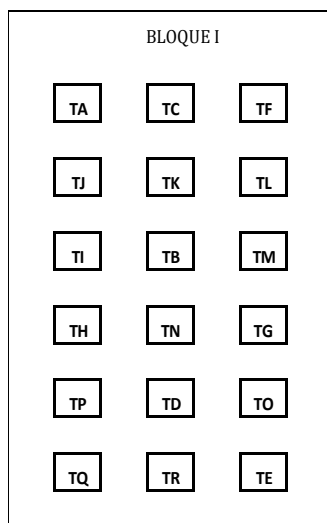 BLOQUE I
TA TC TF
TJ TK TL
TI TB TM
TH TN TG
TP TD TO
TQ TR TE